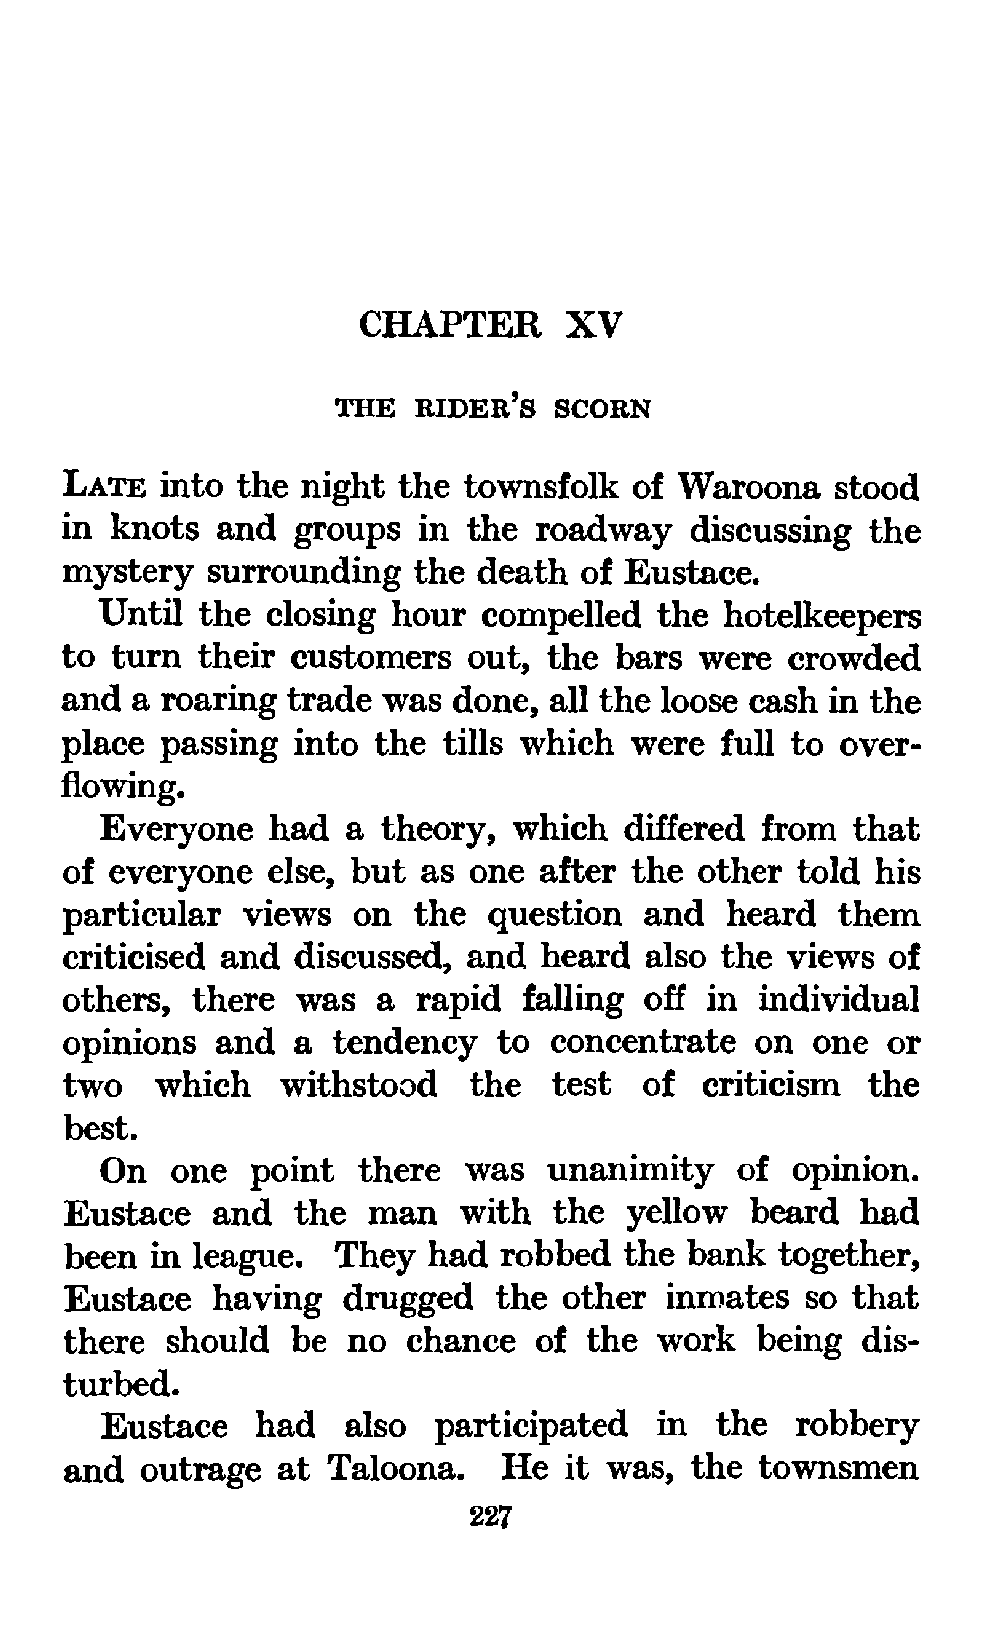 CHAPTER XV
THE RIDER'S SCORN
LATE into the night the townsfolk of Waroona stood
in knots and groups in the roadway discussing the
mystery surrounding the death of Eustace.
Until the closing hour compelled the hotelkeepers
to turn their customers out, the bars were crowded
and a roaring trade was done, all the loose cash in the
place passing into the tills which were full to over-
flowing.
Everyone had a theory, which differed from that
of everyone else, but as one after the other told his
particular views on the question and heard them
criticised and discussed, and heard also the views of
others, there was a rapid falling off in individual
opinions and a tendency to concentrate on one or
two which withstood the test of criticism the
best.
On one point there was unanimity of opinion.
Eustace and the man with the yellow beard had
been in league. They had robbed the bank together,
Eustace having drugged the other inmates so that
there should be no chance of the work being dis-
turbed.
Eustace had also participated in the robbery
and outrage at Taloona. He it was, the townsmen
227